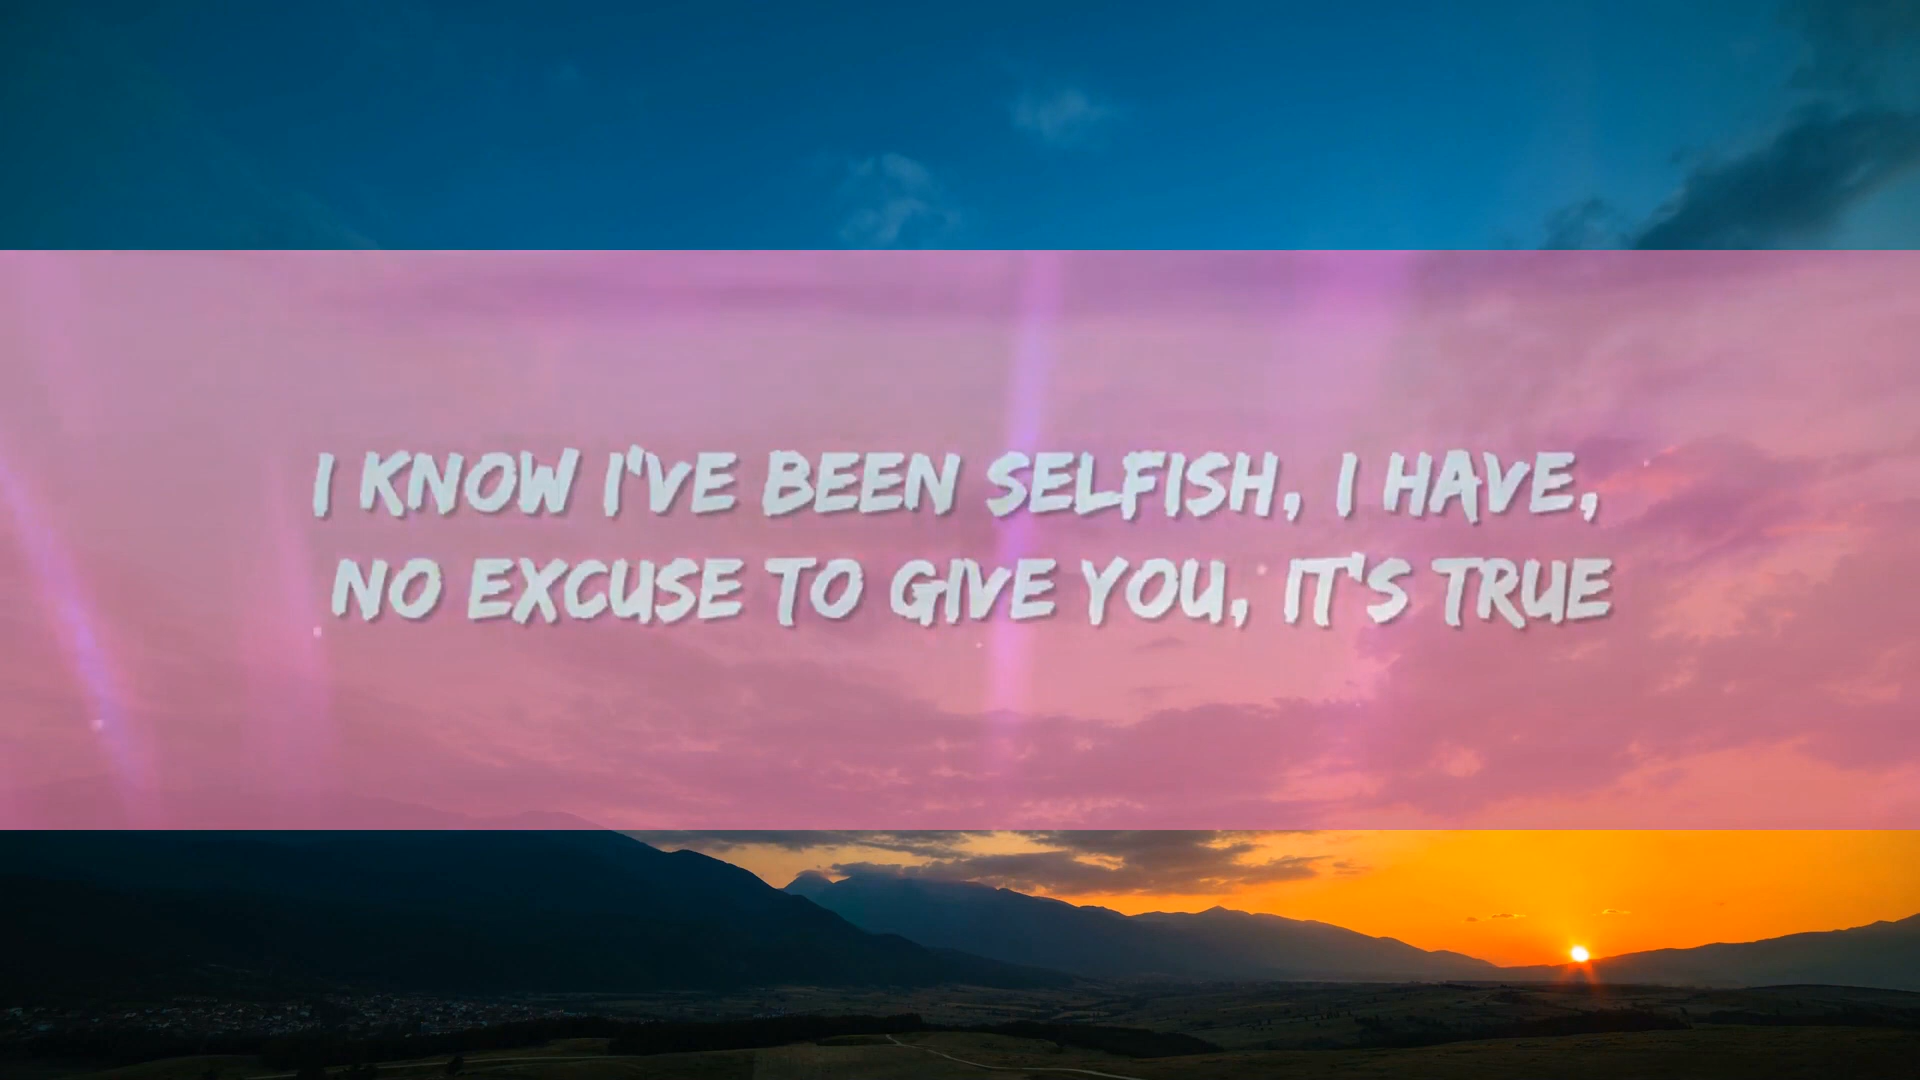 I KNOW I'VE BEEN SELFISH, I HAVE,
NO EXCUSE TO GIVE YOU, IT'S TRUE